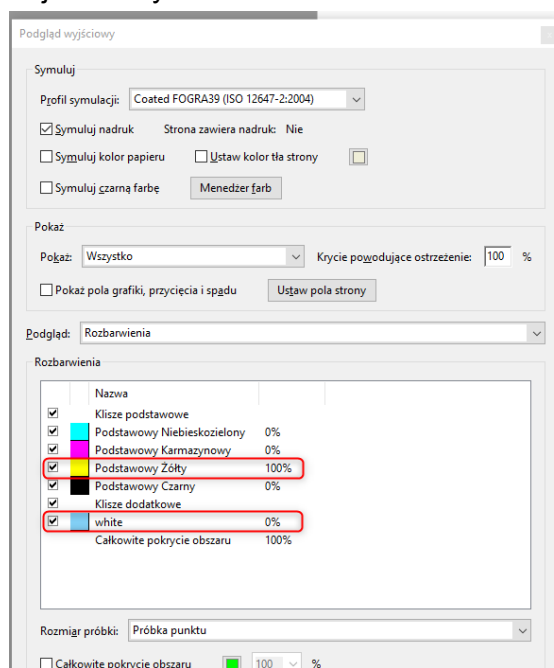 Podgląd wyjściowy
Symuluj
Profil symulacji: Coated FOGRA39 (ISO 12647-2:2004)
Symuluj nadruk Strona zawiera nadruk: Nie
Symuluj kolor papieru Ustaw kolor tła strony
Symuluj czarną farbę Menedżer farb
Pokaż
Pokaż: Wszystko Krycie powodujące ostrzeżenie: 100 %
Pokaż pola grafiki, przycięcia i spadu Ustaw pola strony
Podgląd: Rozbarwienia
Rozbarwienia
Nazwa
Klisze podstawowe
Podstawowy Niebieskozielony 0%
Podstawowy Karmazynowy 0%
Podstawowy Żółty 100%
Podstawowy Czarny 0%
Klisze dodatkowe
white 0%
Całkowite pokrycie obszaru 100%
Rozmiar próbki: Próbka punktu
Całkowite pokrycie obszaru 100 %